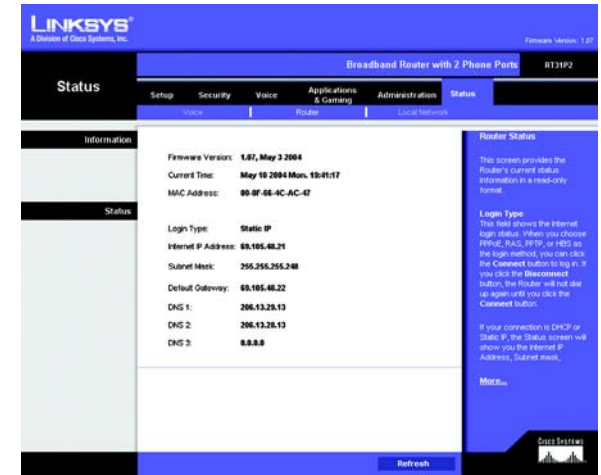 LINKSYS®
A Division of Cisco Systems, Inc.
Firmware Version: 1.07
Broadband Router with 2 Phone Ports
RT31P2
Status
Setup
Security
Voice
Applications & Gaming
Administration
Status
Voice
Router
Local Network
Information
Firmware Version: 1.07, May 3 2004
Current Time: May 10 2004 Mon. 19:41:17
MAC Address: 00-0F-66-4C-AC-47
Status
Login Type: Static IP
Internet IP Address: 69.105.48.21
Subnet Mask: 255.255.255.248
Default Gateway: 69.105.48.22
DNS 1: 206.13.29.13
DNS 2: 206.13.28.13
DNS 3: 0.0.0.0
Router Status
This screen provides the
Router's current status
information in a read-only
format.
Login Type
This field shows the Internet
login status. When you choose
PPPoE, RAS, PPTP, or HBS as
the login method, you can click
the Connect button to log in. If
you click the Disconnect
button, the Router will not dial
up again until you click the
Connect button.
If your connection is DHCP or
Static IP, the Status screen will
show you the Internet IP
Address, Subnet mask,
More...
Refresh
CISCO SYSTEMS